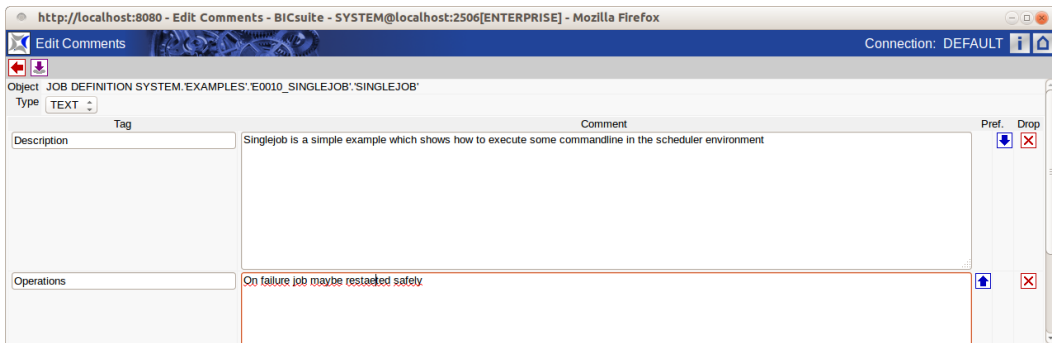 http://localhost:8080 - Edit Comments - BICsuite - SYSTEM@localhost:2506[ENTERPRISE] - Mozilla Firefox
Edit Comments Connection: DEFAULT
Object JOB DEFINITION SYSTEM.'EXAMPLES'.'E0010_SINGLEJOB'.'SINGLEJOB'
Type TEXT
Tag Comment Pref. Drop
Description Singlejob is a simple example which shows how to execute some commandline in the scheduler environment
Operations On failure job maybe restaeted safely